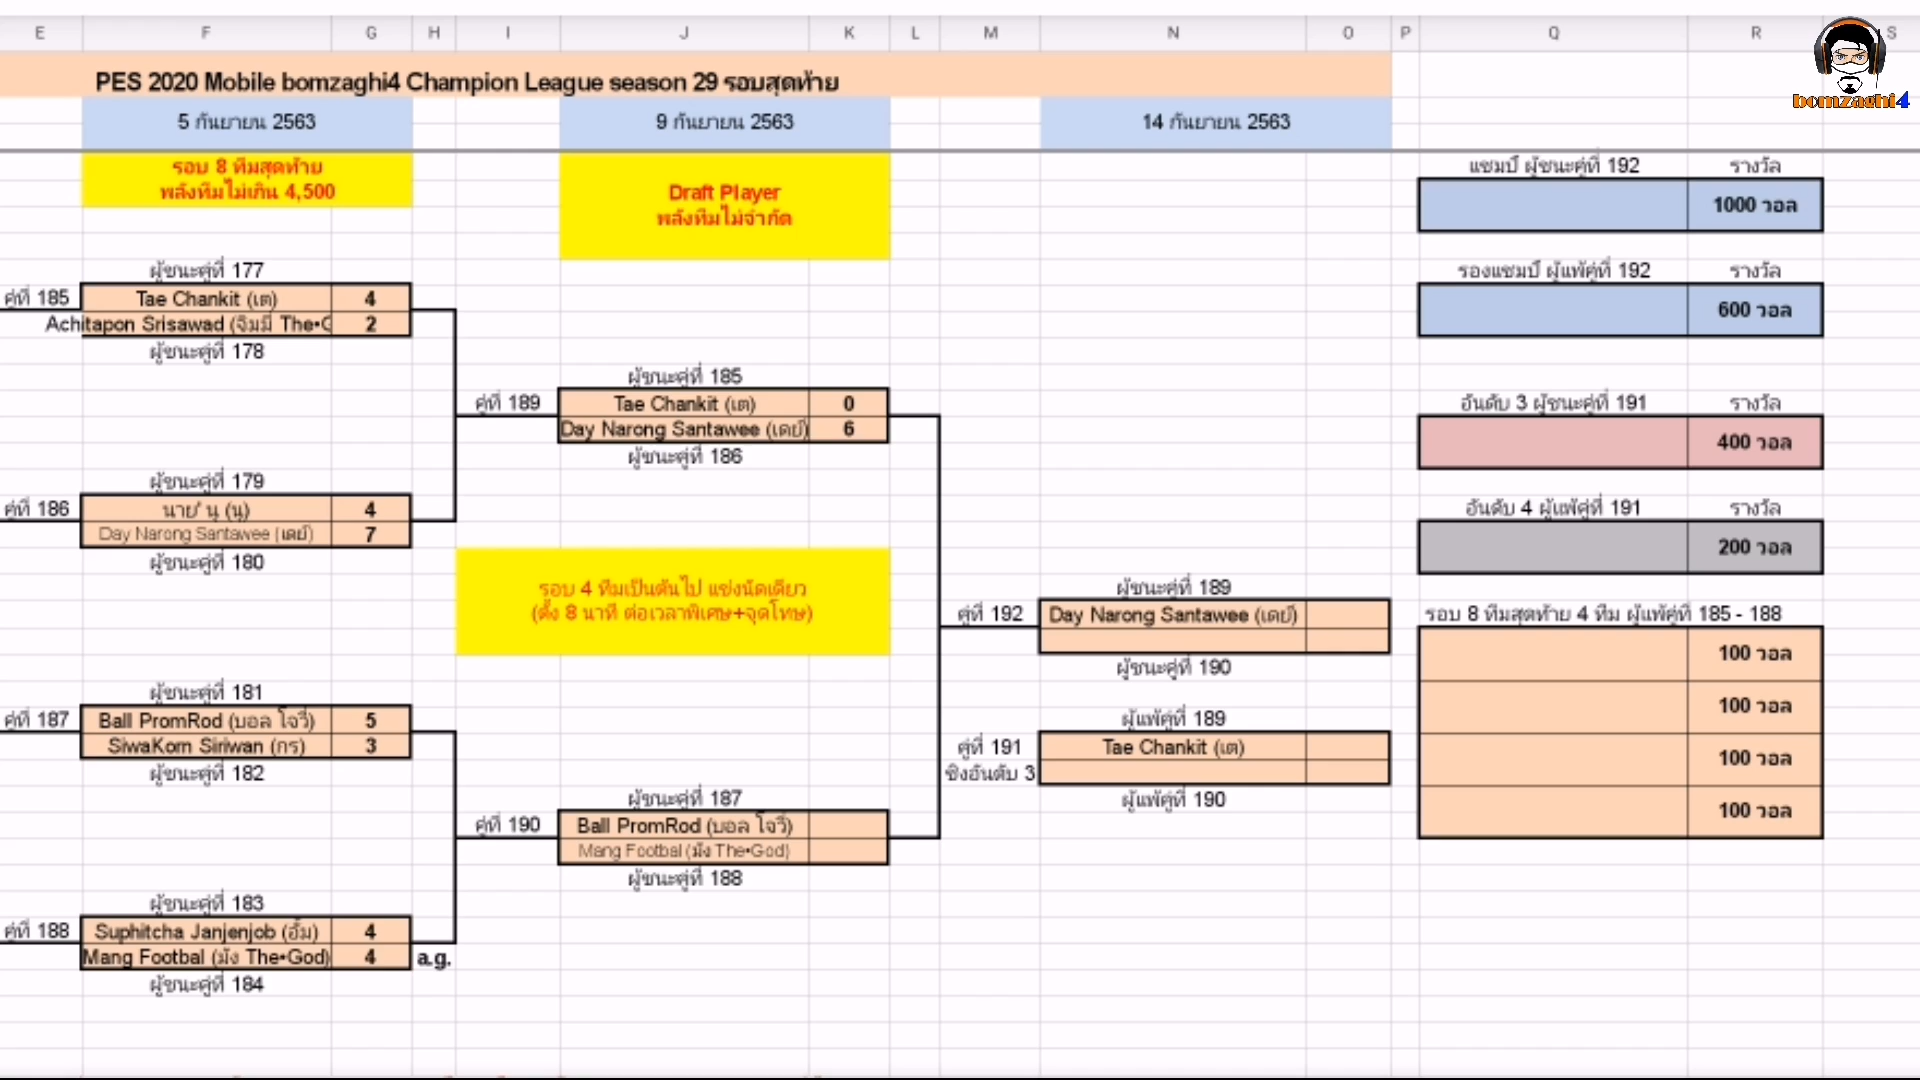 E F G H I J K L M N O P Q R S
bomzaghi4
PES 2020 Mobile bomzaghi4 Champion League season 29 รอบสุดท้าย
5 กันยายน 2563
9 กันยายน 2563
14 กันยายน 2563
รอบ 8 ทีมสุดท้าย
พลังทีมไม่เกิน 4,500
Draft Player
พลังทีมไม่จำกัด
แชมป์ ผู้ชนะคู่ที่ 192 รางวัล
1000 วอล
รองแชมป์ ผู้แพ้คู่ที่ 192 รางวัล
600 วอล
อันดับ 3 ผู้ชนะคู่ที่ 191 รางวัล
400 วอล
อันดับ 4 ผู้แพ้คู่ที่ 191 รางวัล
200 วอล
รอบ 8 ทีมสุดท้าย 4 ทีม ผู้แพ้คู่ที่ 185 - 188
100 วอล
100 วอล
100 วอล
100 วอล
ผู้ชนะคู่ที่ 177
คู่ที่ 185 Tae Chankit (เต) 4
Achitapon Srisawad (จิมมี่ The•G 2
ผู้ชนะคู่ที่ 178
ผู้ชนะคู่ที่ 179
คู่ที่ 186 นาย' นุ (นุ) 4
Day Narong Santawee (เดย์) 7
ผู้ชนะคู่ที่ 180
ผู้ชนะคู่ที่ 181
คู่ที่ 187 Ball PromRod (บอล โจวี่) 5
SiwaKorn Siriwan (กร) 3
ผู้ชนะคู่ที่ 182
ผู้ชนะคู่ที่ 183
คู่ที่ 188 Suphitcha Janjenjob (อั้ม) 4
Mang Footbal (มัง The•God) 4 a.g.
ผู้ชนะคู่ที่ 184
ผู้ชนะคู่ที่ 185
คู่ที่ 189 Tae Chankit (เต) 0
Day Narong Santawee (เดย์) 6
ผู้ชนะคู่ที่ 186
รอบ 4 ทีมเป็นต้นไป แข่งนัดเดียว
(ตั้ง 8 นาที ต่อเวลาพิเศษ+จุดโทษ)
ผู้ชนะคู่ที่ 187
คู่ที่ 190 Ball PromRod (บอล โจวี่)
Mang Footbal (มัง The•God)
ผู้ชนะคู่ที่ 188
ผู้ชนะคู่ที่ 189
คู่ที่ 192 Day Narong Santawee (เดย์)
ผู้ชนะคู่ที่ 190
ผู้แพ้คู่ที่ 189
คู่ที่ 191 Tae Chankit (เต)
ชิงอันดับ 3
ผู้แพ้คู่ที่ 190